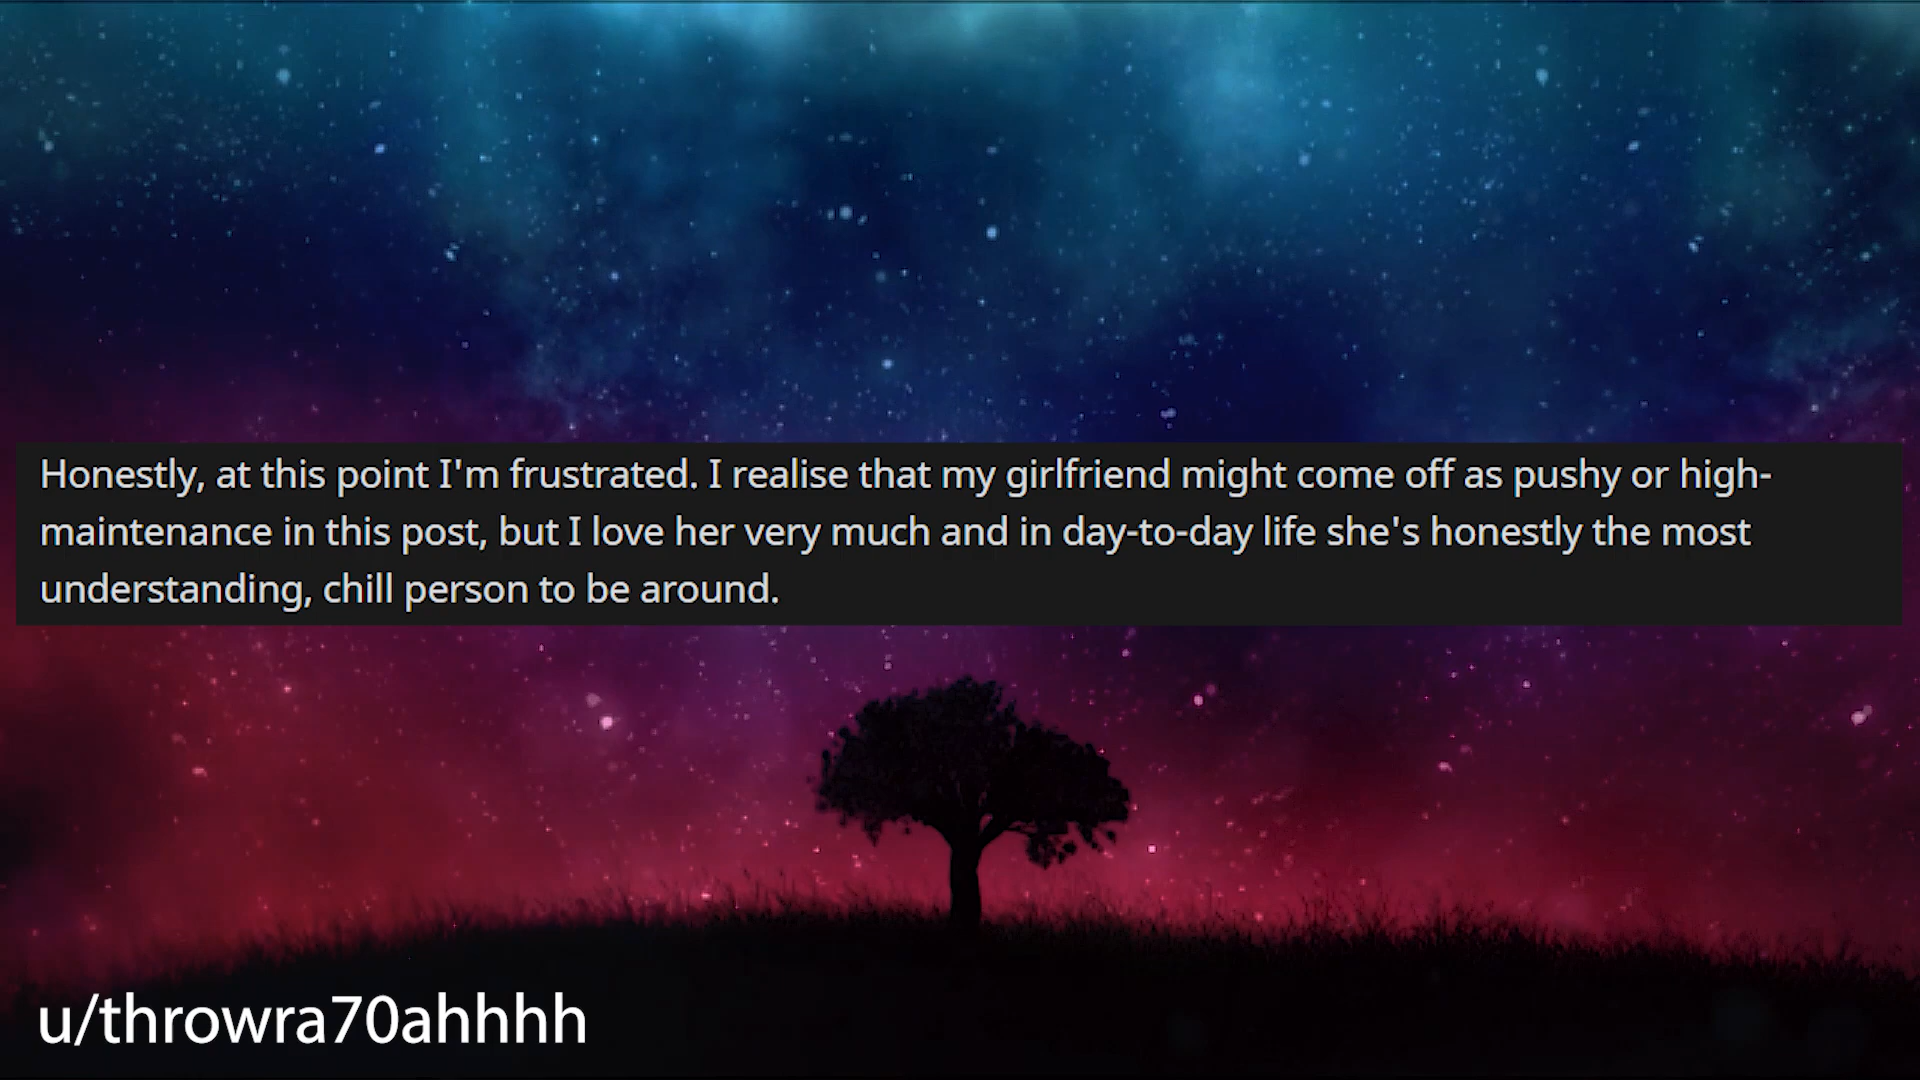 Honestly, at this point I'm frustrated. I realise that my girlfriend might come off as pushy or high-
maintenance in this post, but I love her very much and in day-to-day life she's honestly the most
understanding, chill person to be around.
u/throwra70ahhhh